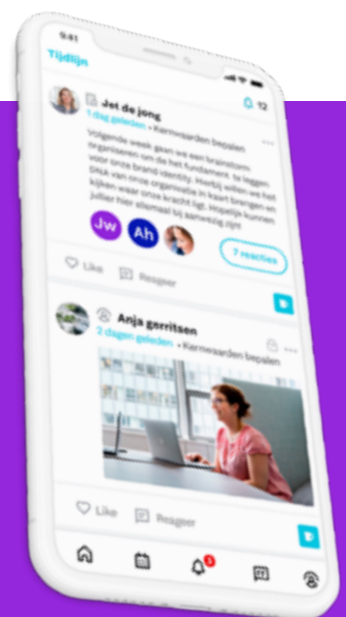 9:41
Tijdlijn
12
Jet de jong
1 dag geleden • Kernwaarden bepalen
Volgende week gaan we een brainstorm
organiseren om de het fundament te leggen
voor onze brand identity. Hierbij willen we het
DNA van onze organisatie in kaart brengen en
kijken waar onze kracht ligt. Hopelijk kunnen
jullie hier allemaal bij aanwezig zijn!
Jw Ah
7 reacties
Like Reageer
Anja gerritsen
2 dagen geleden • Kernwaarden bepalen
Like Reageer